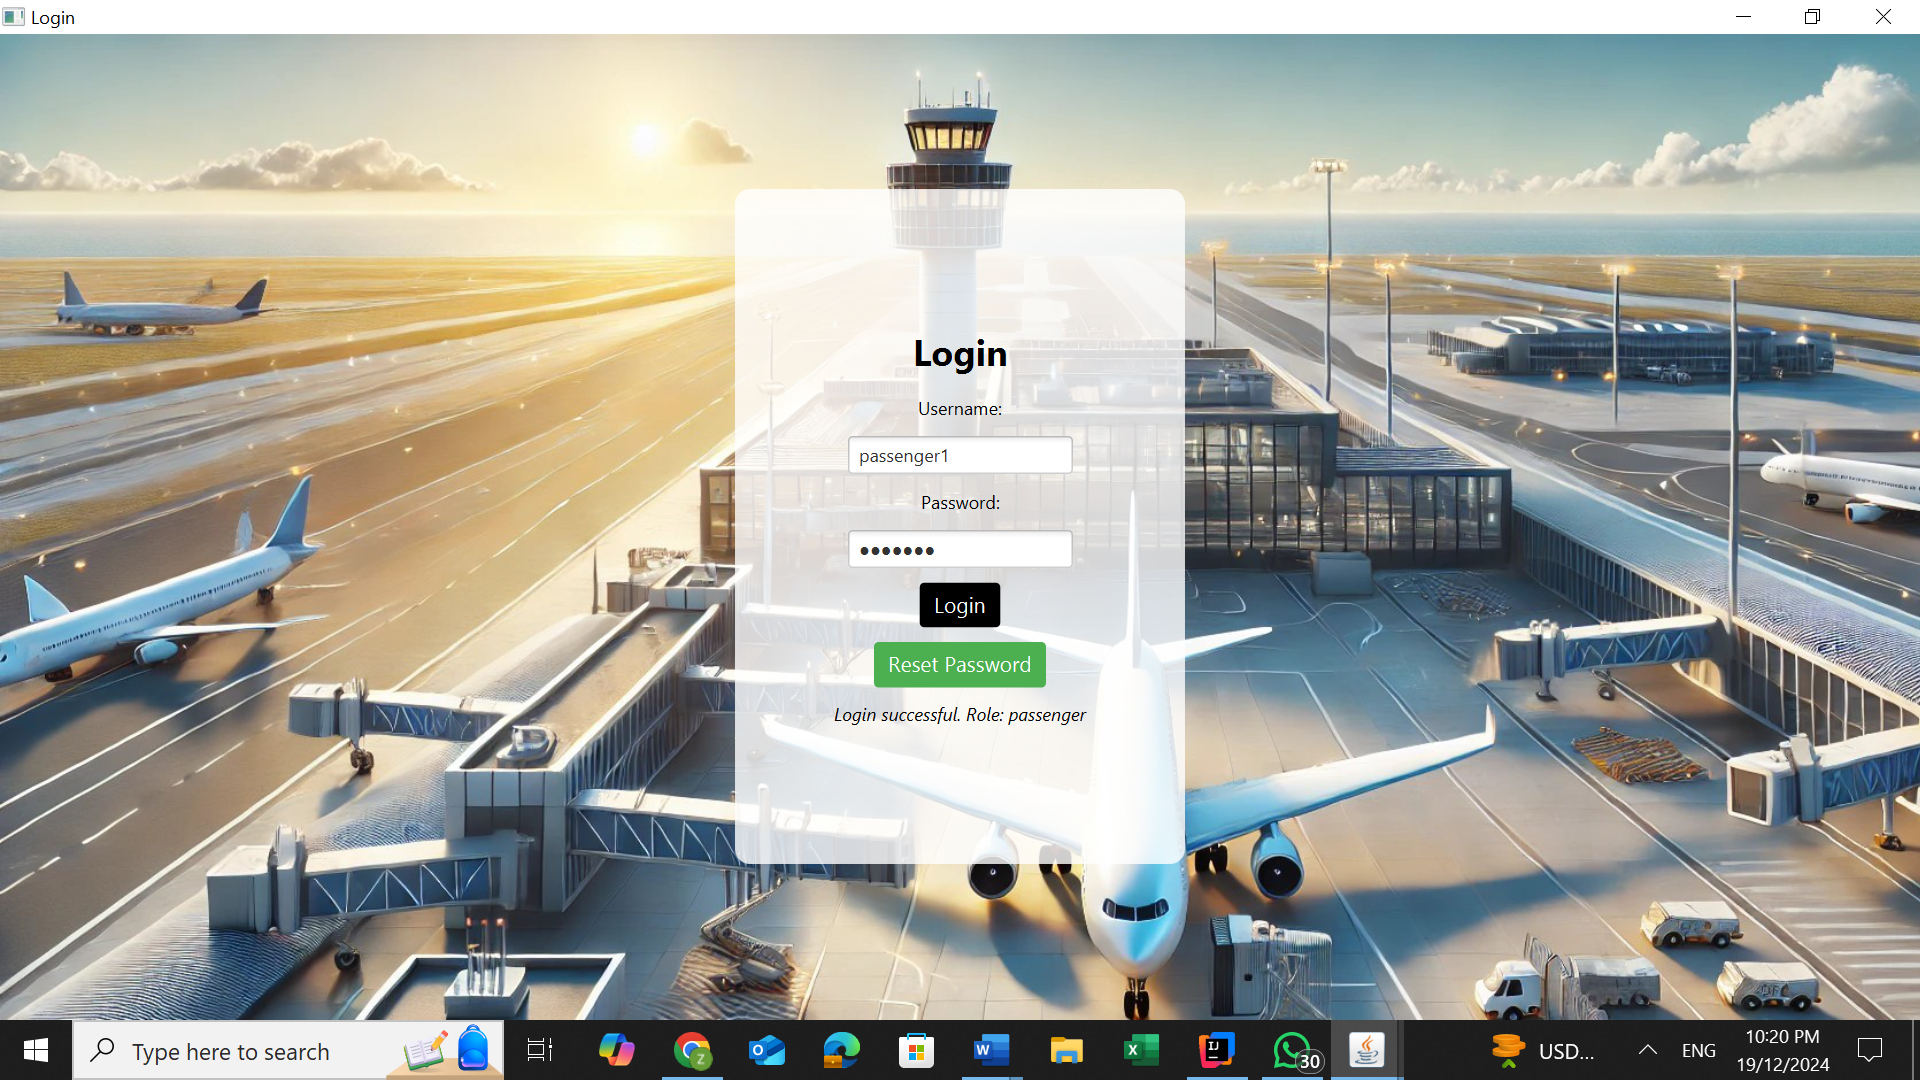 Login
Login
Username:
passenger1
Password:
Login
Reset Password
Login successful. Role: passenger
Type here to search
Z
O
W
X
IJ
30
USD...
ENG
10:20 PM
19/12/2024